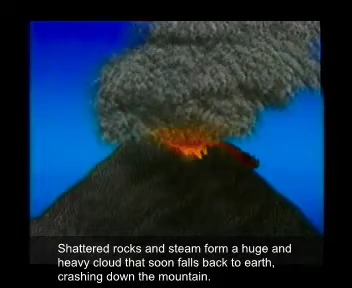 Shattered rocks and steam form a huge and
heavy cloud that soon falls back to earth,
crashing down the mountain.